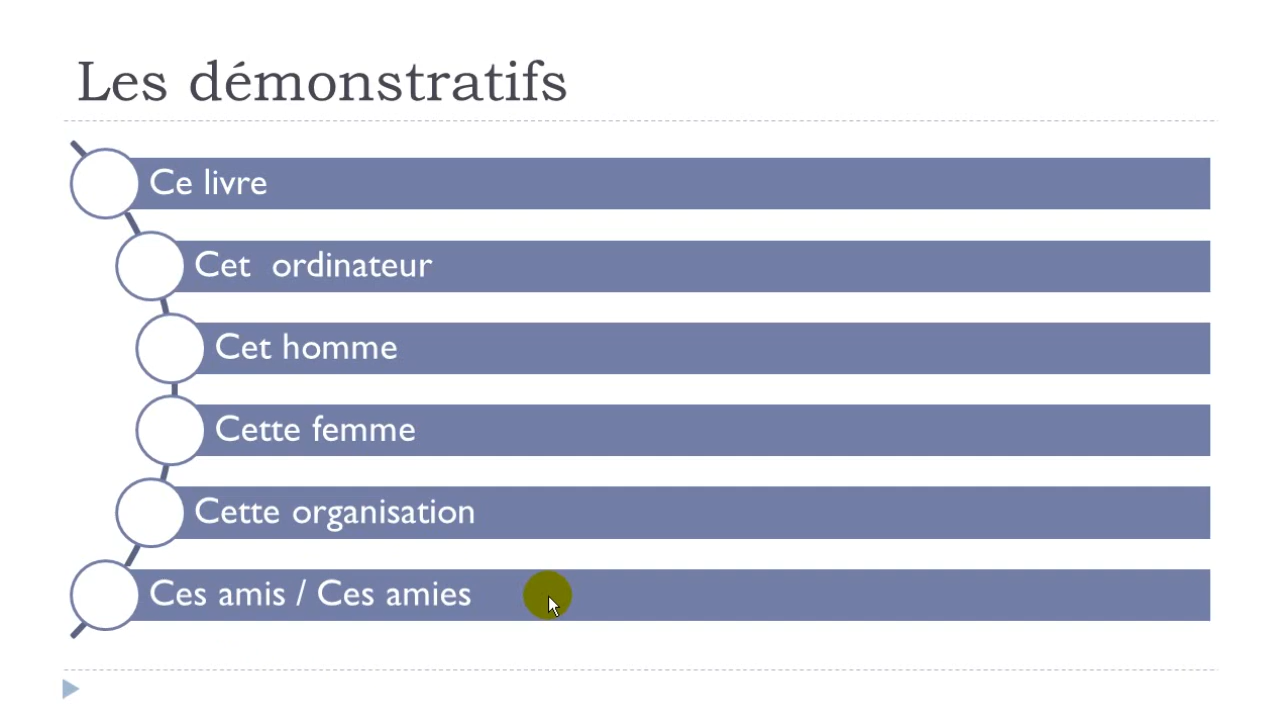 Les démonstratifs
Ce livre
Cet ordinateur
Cet homme
Cette femme
Cette organisation
Ces amis / Ces amies